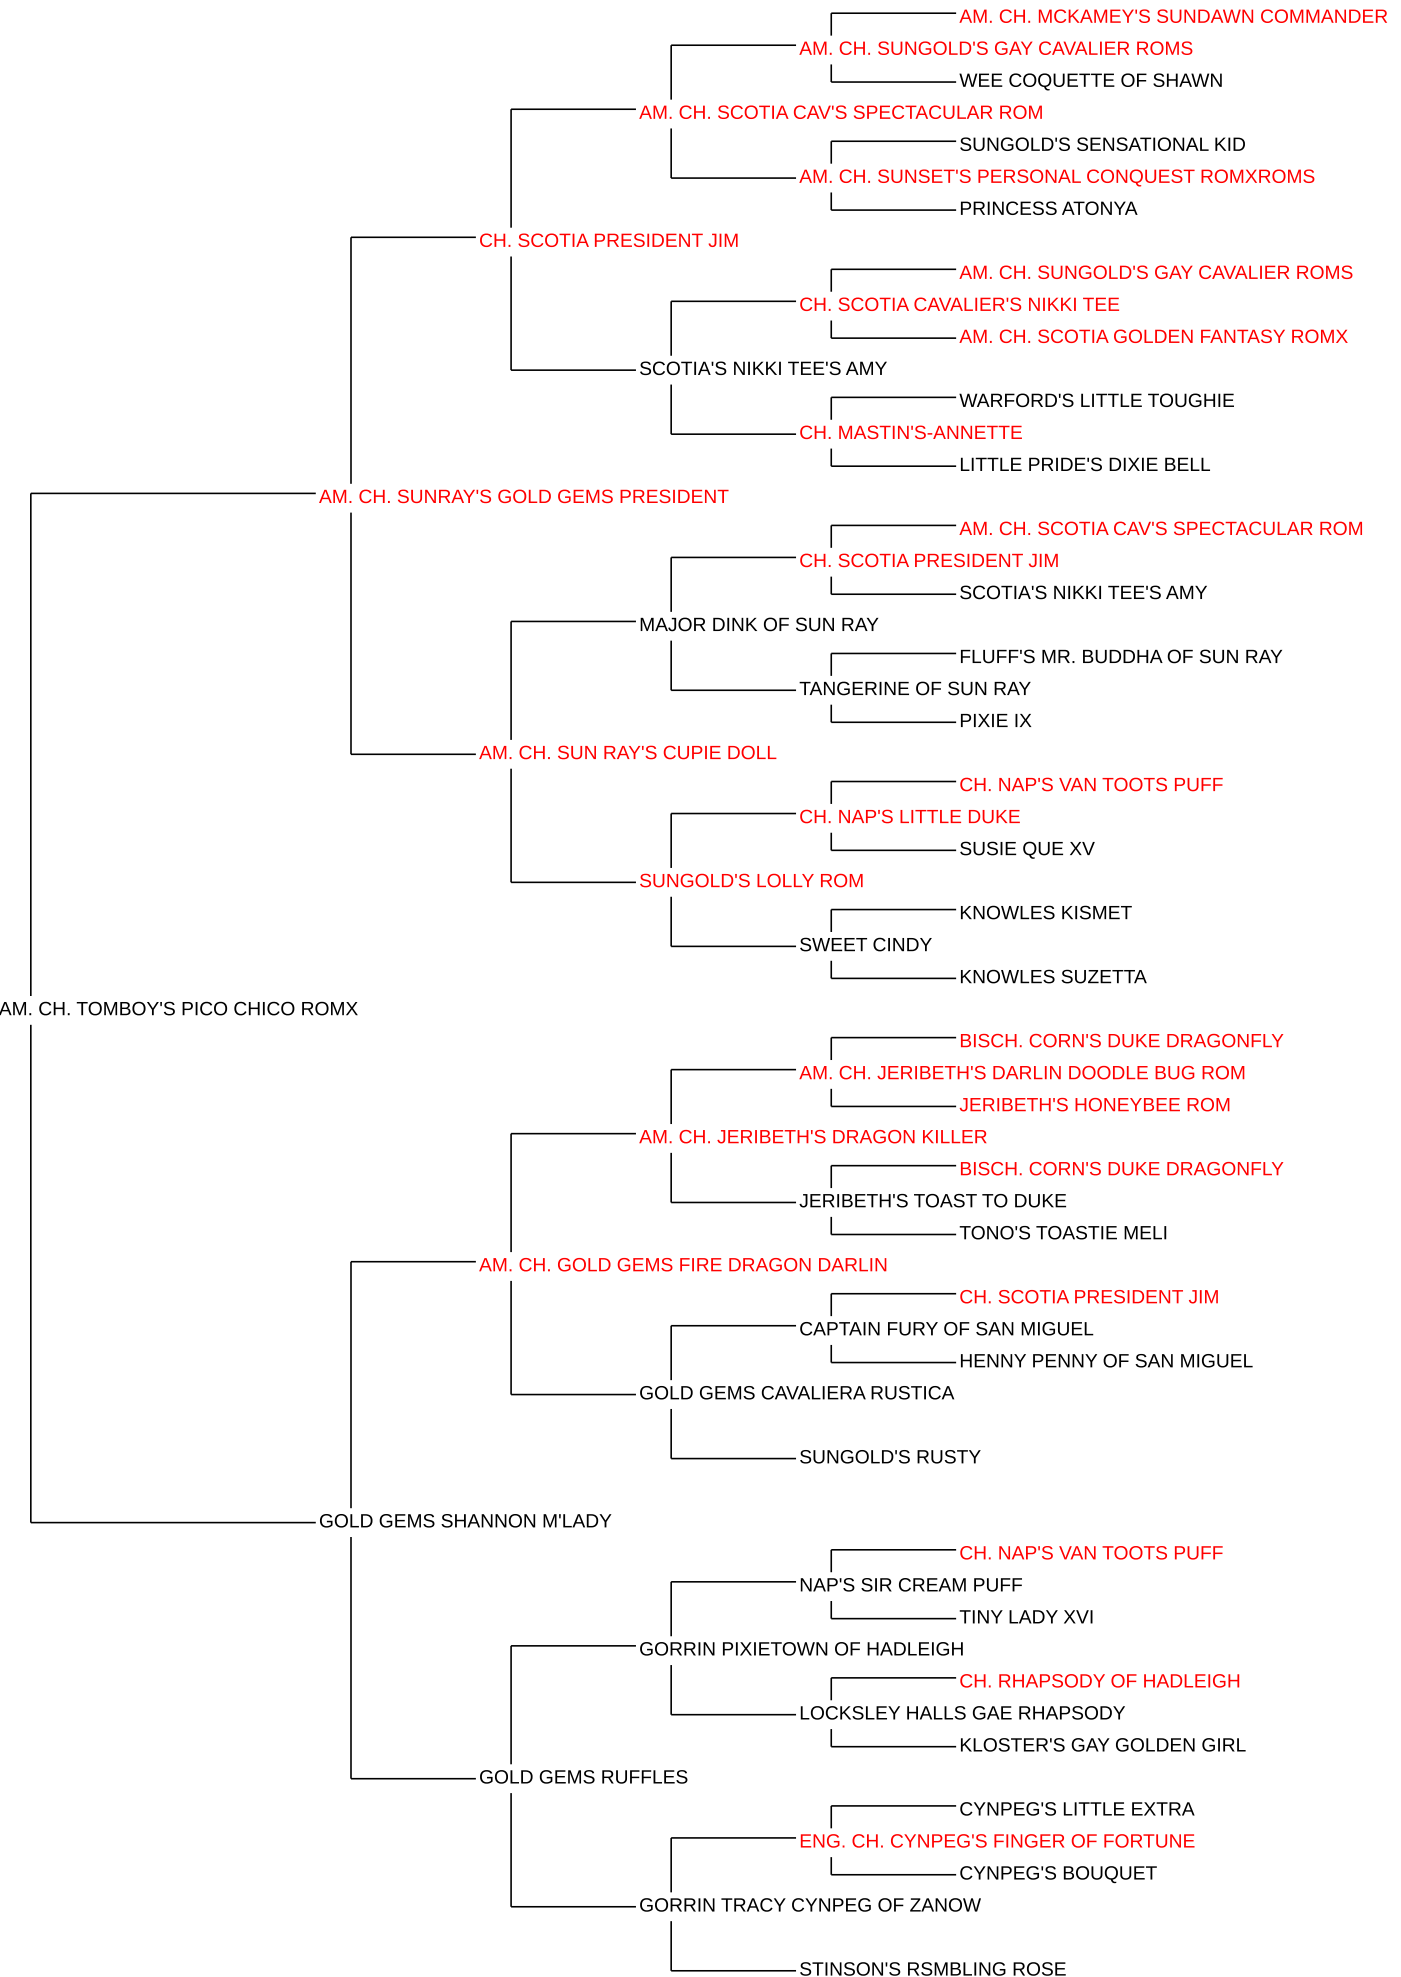 AM. CH. MCKAMEY'S SUNDAWN COMMANDER
AM. CH. SUNGOLD'S GAY CAVALIER ROMS
WEE COQUETTE OF SHAWN
AM. CH. SCOTIA CAV'S SPECTACULAR ROM
SUNGOLD'S SENSATIONAL KID
AM. CH. SUNSET'S PERSONAL CONQUEST ROMXROMS
PRINCESS ATONYA
CH. SCOTIA PRESIDENT JIM
AM. CH. SUNGOLD'S GAY CAVALIER ROMS
CH. SCOTIA CAVALIER'S NIKKI TEE
AM. CH. SCOTIA GOLDEN FANTASY ROMX
SCOTIA'S NIKKI TEE'S AMY
WARFORD'S LITTLE TOUGHIE
CH. MASTIN'S-ANNETTE
LITTLE PRIDE'S DIXIE BELL
AM. CH. SUNRAY'S GOLD GEMS PRESIDENT
AM. CH. SCOTIA CAV'S SPECTACULAR ROM
CH. SCOTIA PRESIDENT JIM
SCOTIA'S NIKKI TEE'S AMY
MAJOR DINK OF SUN RAY
FLUFF'S MR. BUDDHA OF SUN RAY
TANGERINE OF SUN RAY
PIXIE IX
AM. CH. SUN RAY'S CUPIE DOLL
CH. NAP'S VAN TOOTS PUFF
CH. NAP'S LITTLE DUKE
SUSIE QUE XV
SUNGOLD'S LOLLY ROM
KNOWLES KISMET
SWEET CINDY
KNOWLES SUZETTA
AM. CH. TOMBOY'S PICO CHICO ROMX
BISCH. CORN'S DUKE DRAGONFLY
AM. CH. JERIBETH'S DARLIN DOODLE BUG ROM
JERIBETH'S HONEYBEE ROM
AM. CH. JERIBETH'S DRAGON KILLER
BISCH. CORN'S DUKE DRAGONFLY
JERIBETH'S TOAST TO DUKE
TONO'S TOASTIE MELI
AM. CH. GOLD GEMS FIRE DRAGON DARLIN
CH. SCOTIA PRESIDENT JIM
CAPTAIN FURY OF SAN MIGUEL
HENNY PENNY OF SAN MIGUEL
GOLD GEMS CAVALIERA RUSTICA
SUNGOLD'S RUSTY
GOLD GEMS SHANNON M'LADY
CH. NAP'S VAN TOOTS PUFF
NAP'S SIR CREAM PUFF
TINY LADY XVI
GORRIN PIXIETOWN OF HADLEIGH
CH. RHAPSODY OF HADLEIGH
LOCKSLEY HALLS GAE RHAPSODY
KLOSTER'S GAY GOLDEN GIRL
GOLD GEMS RUFFLES
CYNPEG'S LITTLE EXTRA
ENG. CH. CYNPEG'S FINGER OF FORTUNE
CYNPEG'S BOUQUET
GORRIN TRACY CYNPEG OF ZANOW
STINSON'S RSMBLING ROSE